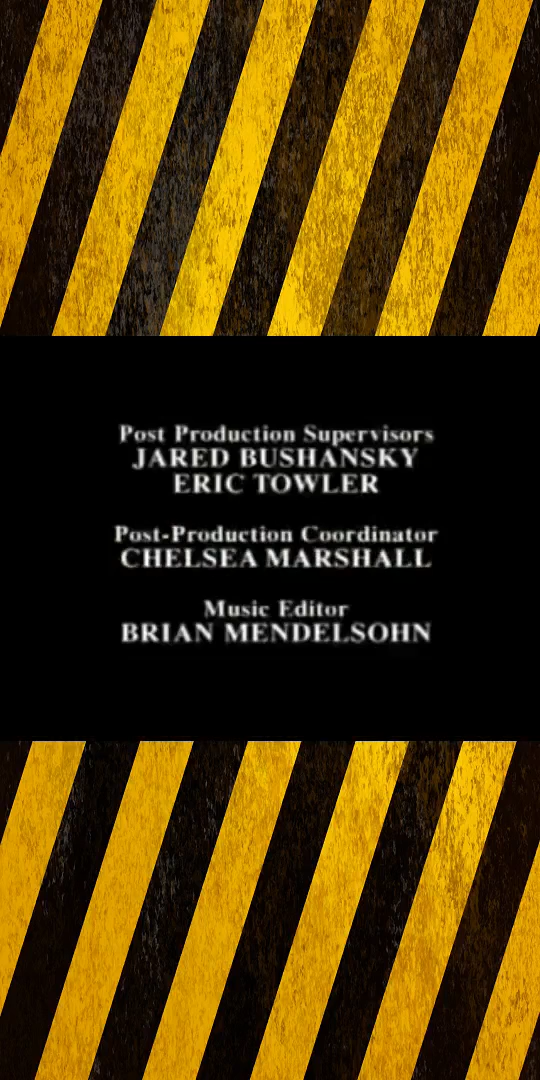 Post Production Supervisors
JARED BUSHANSKY
ERIC TOWLER
Post-Production Coordinator
CHELSEA MARSHALL
Music Editor
BRIAN MENDELSOHN